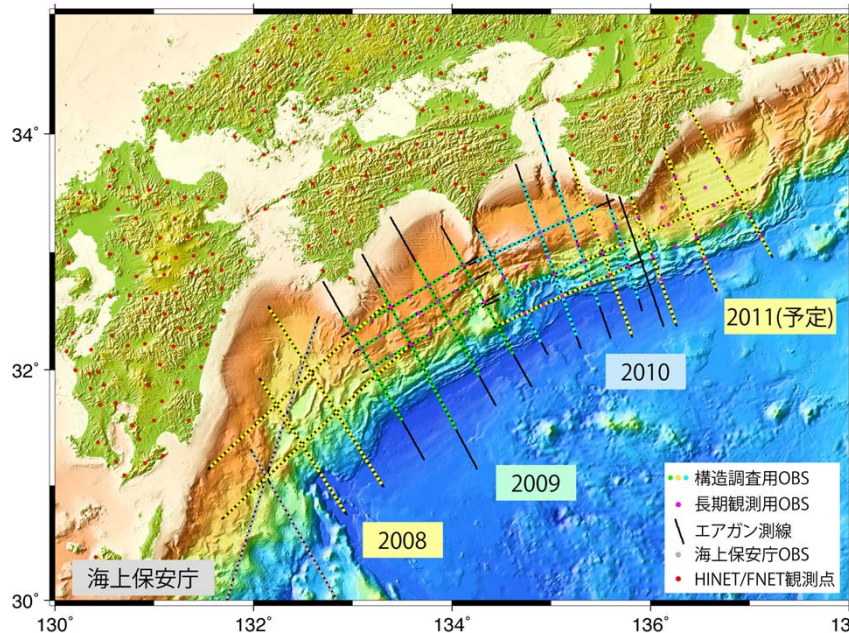 34°
32°
30°
130°
132°
134°
136°
13
2011(予定)
2010
2009
2008
海上保安庁
構造調査用OBS
長期観測用OBS
エアガン測線
海上保安庁OBS
HINET/FNET観測点